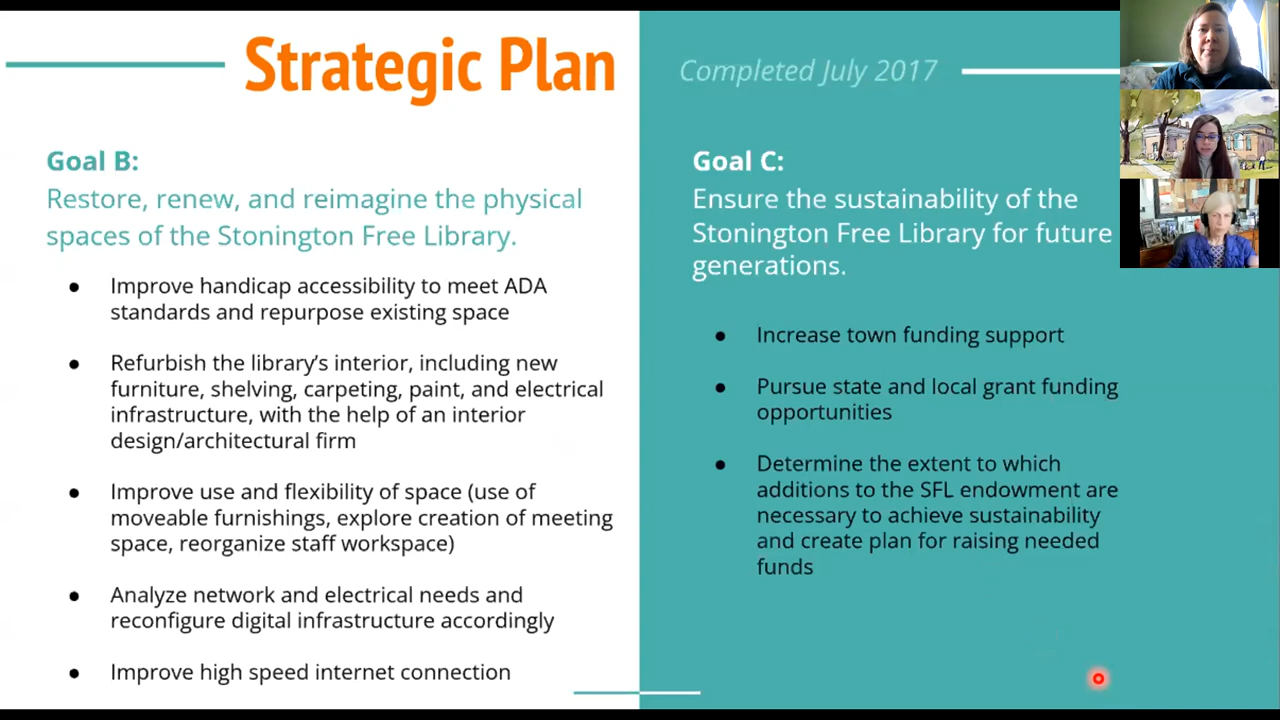 Strategic Plan
Completed July 2017
Goal B:
Restore, renew, and reimagine the physical
spaces of the Stonington Free Library.
● Improve handicap accessibility to meet ADA
standards and repurpose existing space
● Refurbish the library's interior, including new
furniture, shelving, carpeting, paint, and electrical
infrastructure, with the help of an interior
design/architectural firm
● Improve use and flexibility of space (use of
moveable furnishings, explore creation of meeting
space, reorganize staff workspace)
● Analyze network and electrical needs and
reconfigure digital infrastructure accordingly
● Improve high speed internet connection
Goal C:
Ensure the sustainability of the
Stonington Free Library for future
generations.
● Increase town funding support
● Pursue state and local grant funding
opportunities
● Determine the extent to which
additions to the SFL endowment are
necessary to achieve sustainability
and create plan for raising needed
funds